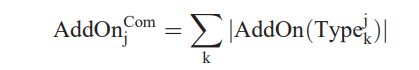 AddOn_j^Com = ∑_k |AddOn(Type_k^j)|